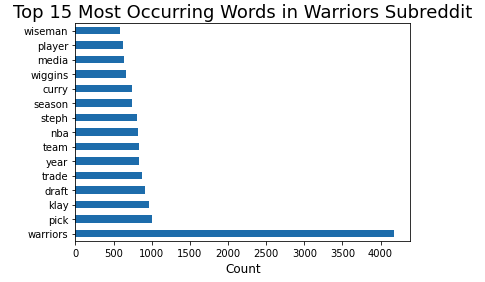 Top 15 Most Occurring Words in Warriors Subreddit
wiseman
player
media
wiggins
curry
season
steph
nba
team
year
trade
draft
klay
pick
warriors
0 500 1000 1500 2000 2500 3000 3500 4000
Count